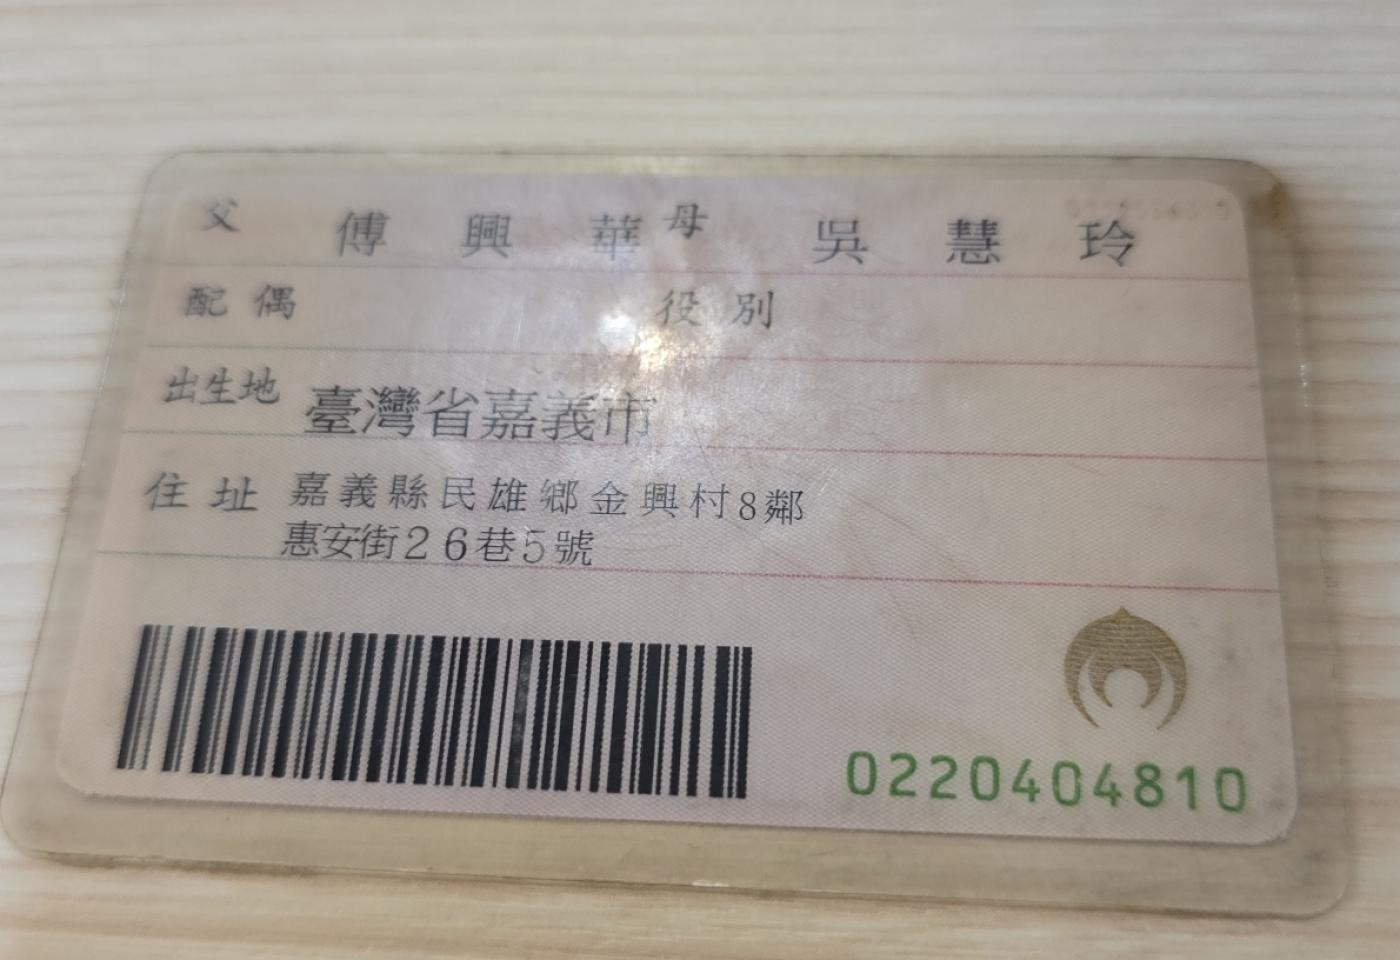 父 傅興華 母 吳慧玲
配偶 役別
出生地 臺灣省嘉義市
住址 嘉義縣民雄鄉金興村8鄰
惠安街26巷5號
0220404810